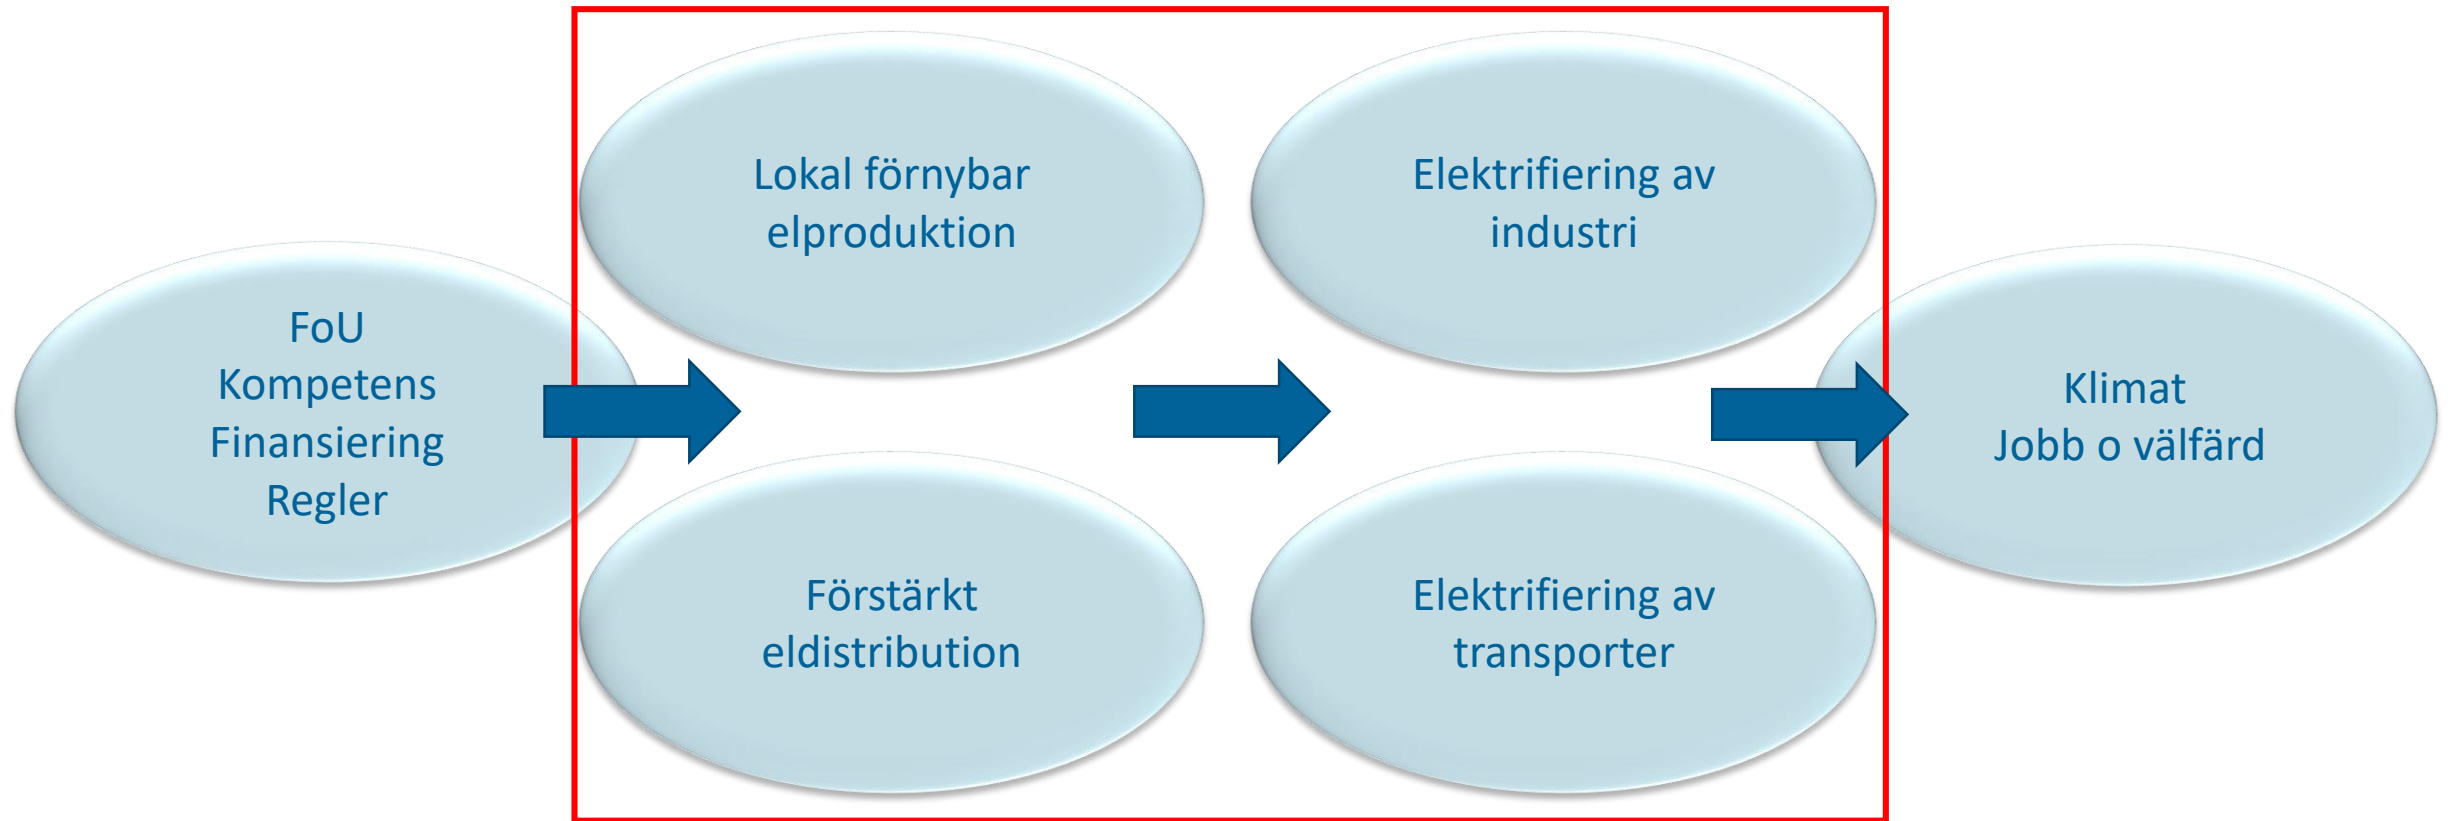 FoU
Kompetens
Finansiering
Regler
Lokal förnybar
elproduktion
Förstärkt
eldistribution
Elektrifiering av
industri
Elektrifiering av
transporter
Klimat
Jobb o välfärd